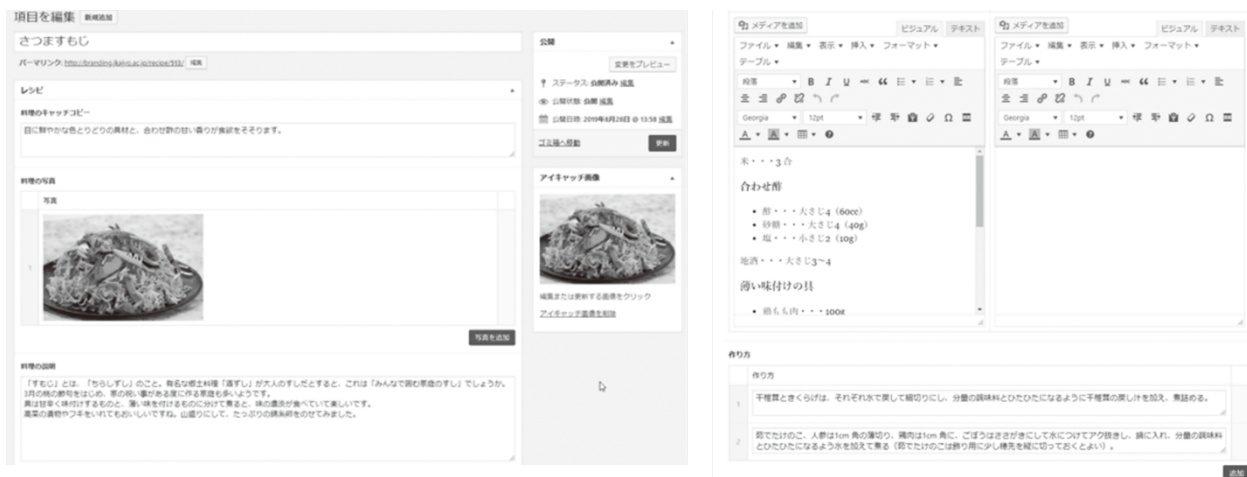 項目を編集 新規追加
さつますもじ
パーマリンク: 編集
レシピ
料理のキャッチコピー
目に鮮やかな色とりどりの具材と、合わせ酢の甘い香りが食欲をそそります。
料理の写真
写真
1
写真を追加
料理の説明
「すもじ」とは、「ちらしずし」のこと。有名な郷土料理「酒ずし」が大人のすしだとすると、これは「みんなで囲む家庭のすし」でしょうか。
3月の桃の節句をはじめ、家の祝い事がある度に作る家庭も多いようです。
具は甘辛く味付けするものと、薄い味を付けるものに分けて煮ると、味の濃淡が食べていて楽しいです。
高菜の漬物やフキをいれてもおいしいですね。山盛りにして、たっぷりの錦糸卵をのせてみました。
公開
変更をプレビュー
ステータス: 公開済み 編集
公開状態: 公開 編集
公開日時: 2019年8月28日 @ 13:58 編集
ゴミ箱へ移動 更新
アイキャッチ画像
編集または更新する画像をクリック
アイキャッチ画像を削除
メディアを追加 ビジュアル テキスト
ファイル 編集 表示 挿入 フォーマット
テーブル
段落 B I U ABC
Georgia 12pt
米・・・3 合
合わせ酢
酢・・・大さじ4（60cc）
砂糖・・・大さじ4（40g）
塩・・・小さじ2（10g）
地酒・・・大さじ3〜4
薄い味付けの具
鶏もも肉・・・100g
メディアを追加 ビジュアル テキスト
ファイル 編集 表示 挿入 フォーマット
テーブル
段落 B I U ABC
Georgia 12pt
作り方
作り方
1 干椎茸ときくらげは、それぞれ水で戻して細切りにし、分量の調味料とひたひたになるように干椎茸の戻し汁を加え、煮詰める。
2 茹でたけのこ、人参は1cm 角の薄切り、鶏肉は1cm 角に、ごぼうはささがきにして水につけてアク抜きし、鍋に入れ、分量の調味料
とひたひたになるよう水を加えて煮る（茹でたけのこは飾り用に少し穂先を縦に切っておくとよい）。
追加